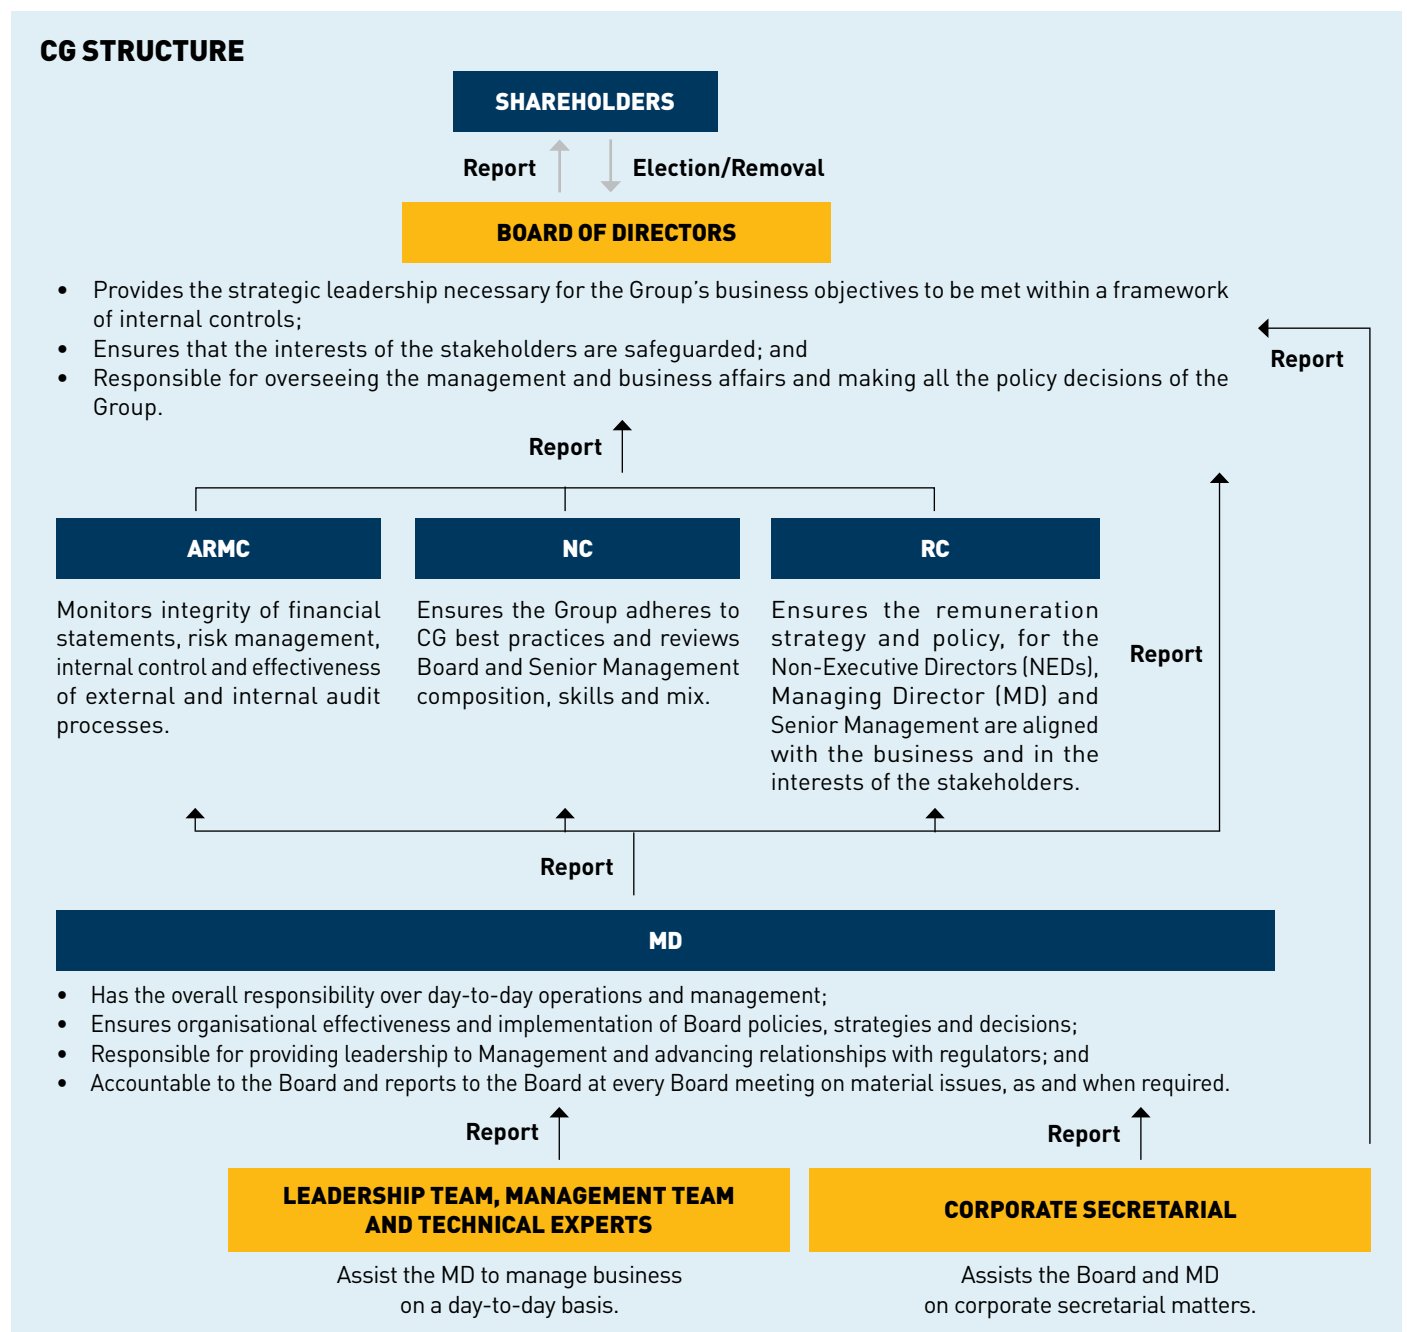 CG STRUCTURE
SHAREHOLDERS
Report
Election/Removal
BOARD OF DIRECTORS
• Provides the strategic leadership necessary for the Group’s business objectives to be met within a framework
of internal controls;
• Ensures that the interests of the stakeholders are safeguarded; and
• Responsible for overseeing the management and business affairs and making all the policy decisions of the
Group.
Report
Report
ARMC
Monitors integrity of financial
statements, risk management,
internal control and effectiveness
of external and internal audit
processes.
NC
Ensures the Group adheres to
CG best practices and reviews
Board and Senior Management
composition, skills and mix.
RC
Ensures the remuneration
strategy and policy, for the
Non-Executive Directors (NEDs),
Managing Director (MD) and
Senior Management are aligned
with the business and in the
interests of the stakeholders.
Report
Report
MD
• Has the overall responsibility over day-to-day operations and management;
• Ensures organisational effectiveness and implementation of Board policies, strategies and decisions;
• Responsible for providing leadership to Management and advancing relationships with regulators; and
• Accountable to the Board and reports to the Board at every Board meeting on material issues, as and when required.
Report
Report
LEADERSHIP TEAM, MANAGEMENT TEAM
AND TECHNICAL EXPERTS
Assist the MD to manage business
on a day-to-day basis.
CORPORATE SECRETARIAL
Assists the Board and MD
on corporate secretarial matters.